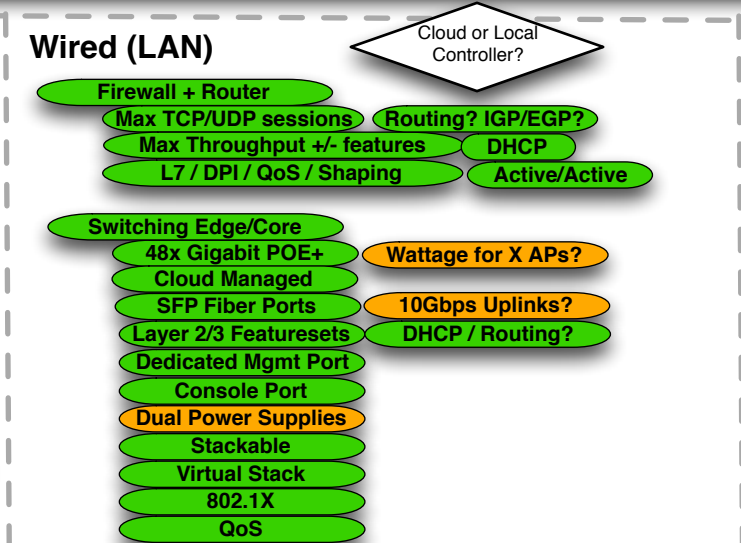 Wired (LAN)
Cloud or Local
Controller?
Firewall + Router
Max TCP/UDP sessions
Routing? IGP/EGP?
Max Throughput +/- features
DHCP
L7 / DPI / QoS / Shaping
Active/Active
Switching Edge/Core
48x Gigabit POE+
Wattage for X APs?
Cloud Managed
SFP Fiber Ports
10Gbps Uplinks?
Layer 2/3 Featuresets
DHCP / Routing?
Dedicated Mgmt Port
Console Port
Dual Power Supplies
Stackable
Virtual Stack
802.1X
QoS